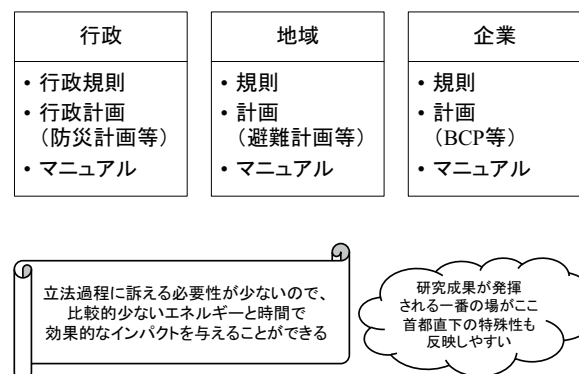 行政
• 行政規則
• 行政計画
（防災計画等）
• マニュアル
地域
• 規則
• 計画
（避難計画等）
• マニュアル
企業
• 規則
• 計画
（BCP等）
• マニュアル
立法過程に訴える必要性が少ないので、
比較的少ないエネルギーと時間で
効果的なインパクトを与えることができる
研究成果が発揮
される一番の場がここ
首都直下の特殊性も
反映しやすい